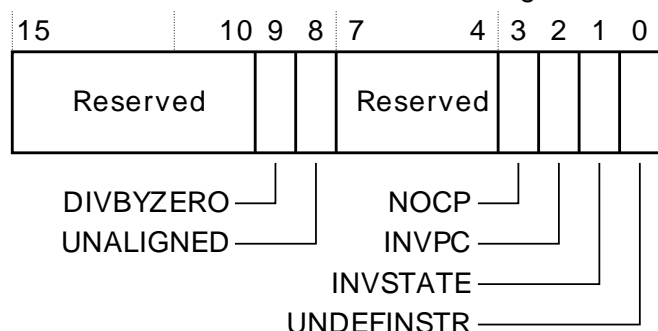 15 10 9 8 7 4 3 2 1 0
Reserved Reserved
DIVBYZERO NOCP
UNALIGNED INVPC
INVSTATE
UNDEFINSTR